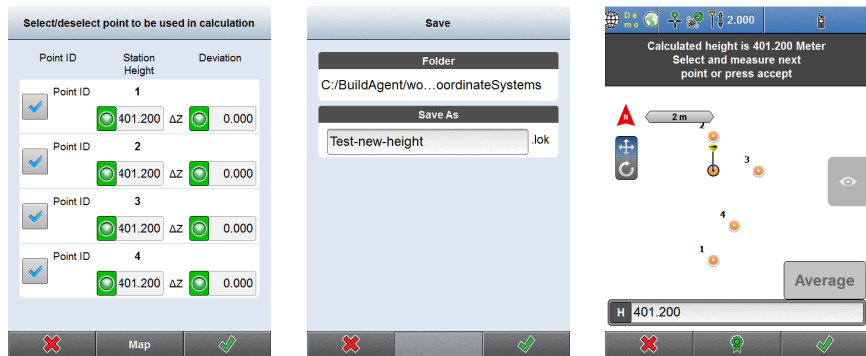 Select/deselect point to be used in calculation
Point ID
Station Height
Deviation
Point ID 1
401.200 ΔZ 0.000
Point ID 2
401.200 ΔZ 0.000
Point ID 3
401.200 ΔZ 0.000
Point ID 4
401.200 ΔZ 0.000
Map
Save
Folder
C:/BuildAgent/wo...oordinateSystems
Save As
Test-new-height .lok
De
mo
2.000
Calculated height is 401.200 Meter
Select and measure next
point or press accept
N
2 m
2
3
4
1
Average
H 401.200